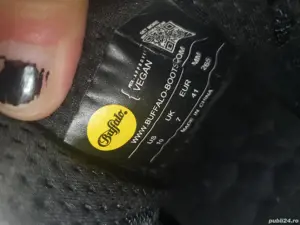 VEGAN
WWW.BUFFALO-BOOTS.COM
Buffalo
US UK EUR
10 7 41
MADE IN CHINA
publi24.ro